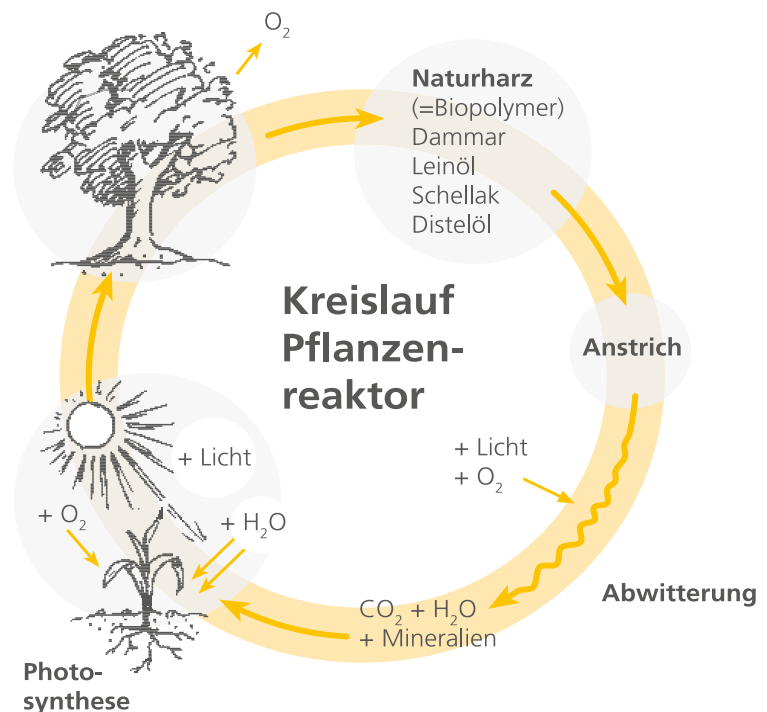 O₂
Naturharz
(=Biopolymer)
Dammar
Leinöl
Schellak
Distelöl
Kreislauf
Pflanzen-
reaktor
Anstrich
+ Licht
+ O₂
Abwitterung
CO₂ + H₂O
+ Mineralien
+ Licht
+ O₂
+ H₂O
Photo-
synthese